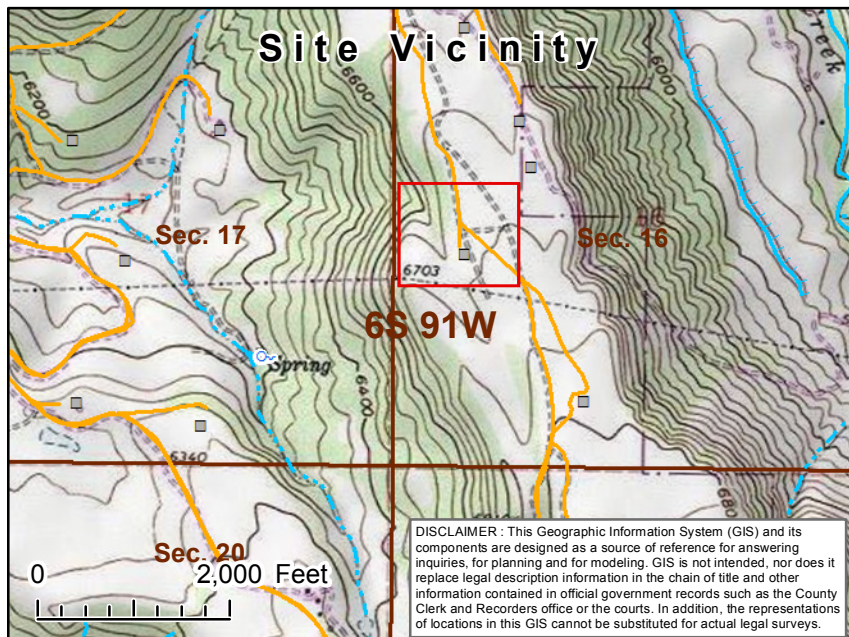 Site Vicinity
6200
6600
6000
Creek
17
Sec. 17
16
Sec. 16
6703
6S 91W
Spring
6400
6340
Sec. 20
0 2,000 Feet
DISCLAIMER : This Geographic Information System (GIS) and its
components are designed as a source of reference for answering
inquiries, for planning and for modeling. GIS is not intended, nor does it
replace legal description information in the chain of title and other
information contained in official government records such as the County
Clerk and Recorders office or the courts. In addition, the representations
of locations in this GIS cannot be substituted for actual legal surveys.